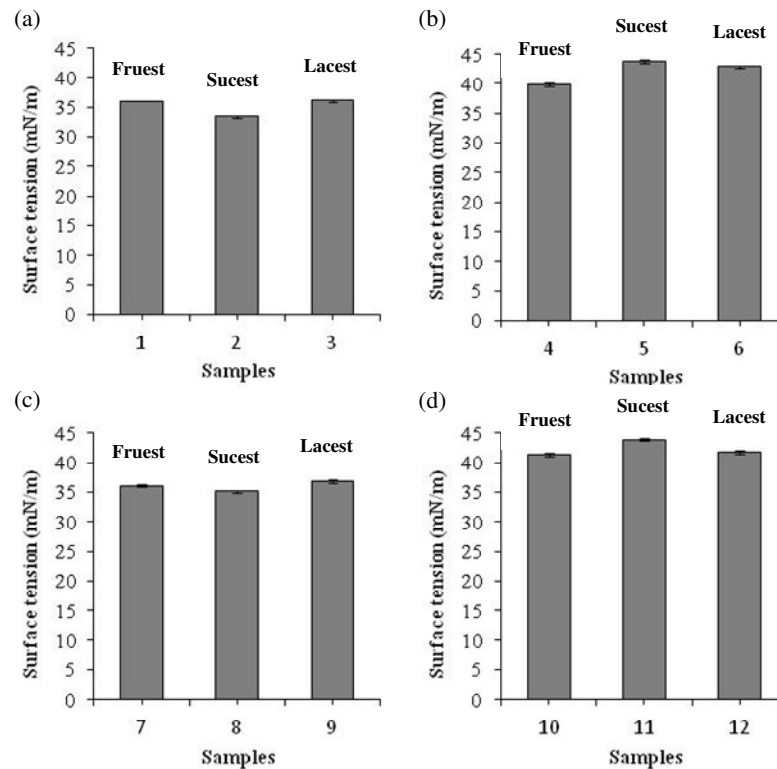 (a)
Surface tension (mN/m)
45
40
35
30
25
20
15
10
5
0
Fruest
Sucest
Lacest
1 2 3
Samples
(b)
Surface tension (mN/m)
45
40
35
30
25
20
15
10
5
0
Fruest
Sucest
Lacest
4 5 6
Samples
(c)
Surface tension (mN/m)
45
40
35
30
25
20
15
10
5
0
Fruest
Sucest
Lacest
7 8 9
Samples
(d)
Surface tension (mN/m)
45
40
35
30
25
20
15
10
5
0
Fruest
Sucest
Lacest
10 11 12
Samples